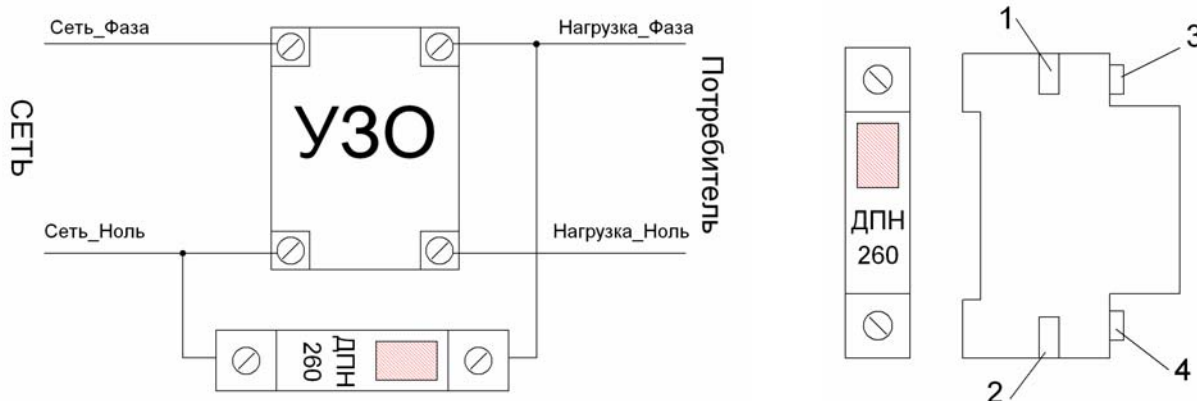 Сеть_Фаза
Нагрузка_Фаза
СЕТЬ
УЗО
Потребитель
Сеть_Ноль
Нагрузка_Ноль
ДПН
260
1
3
ДПН
260
2
4